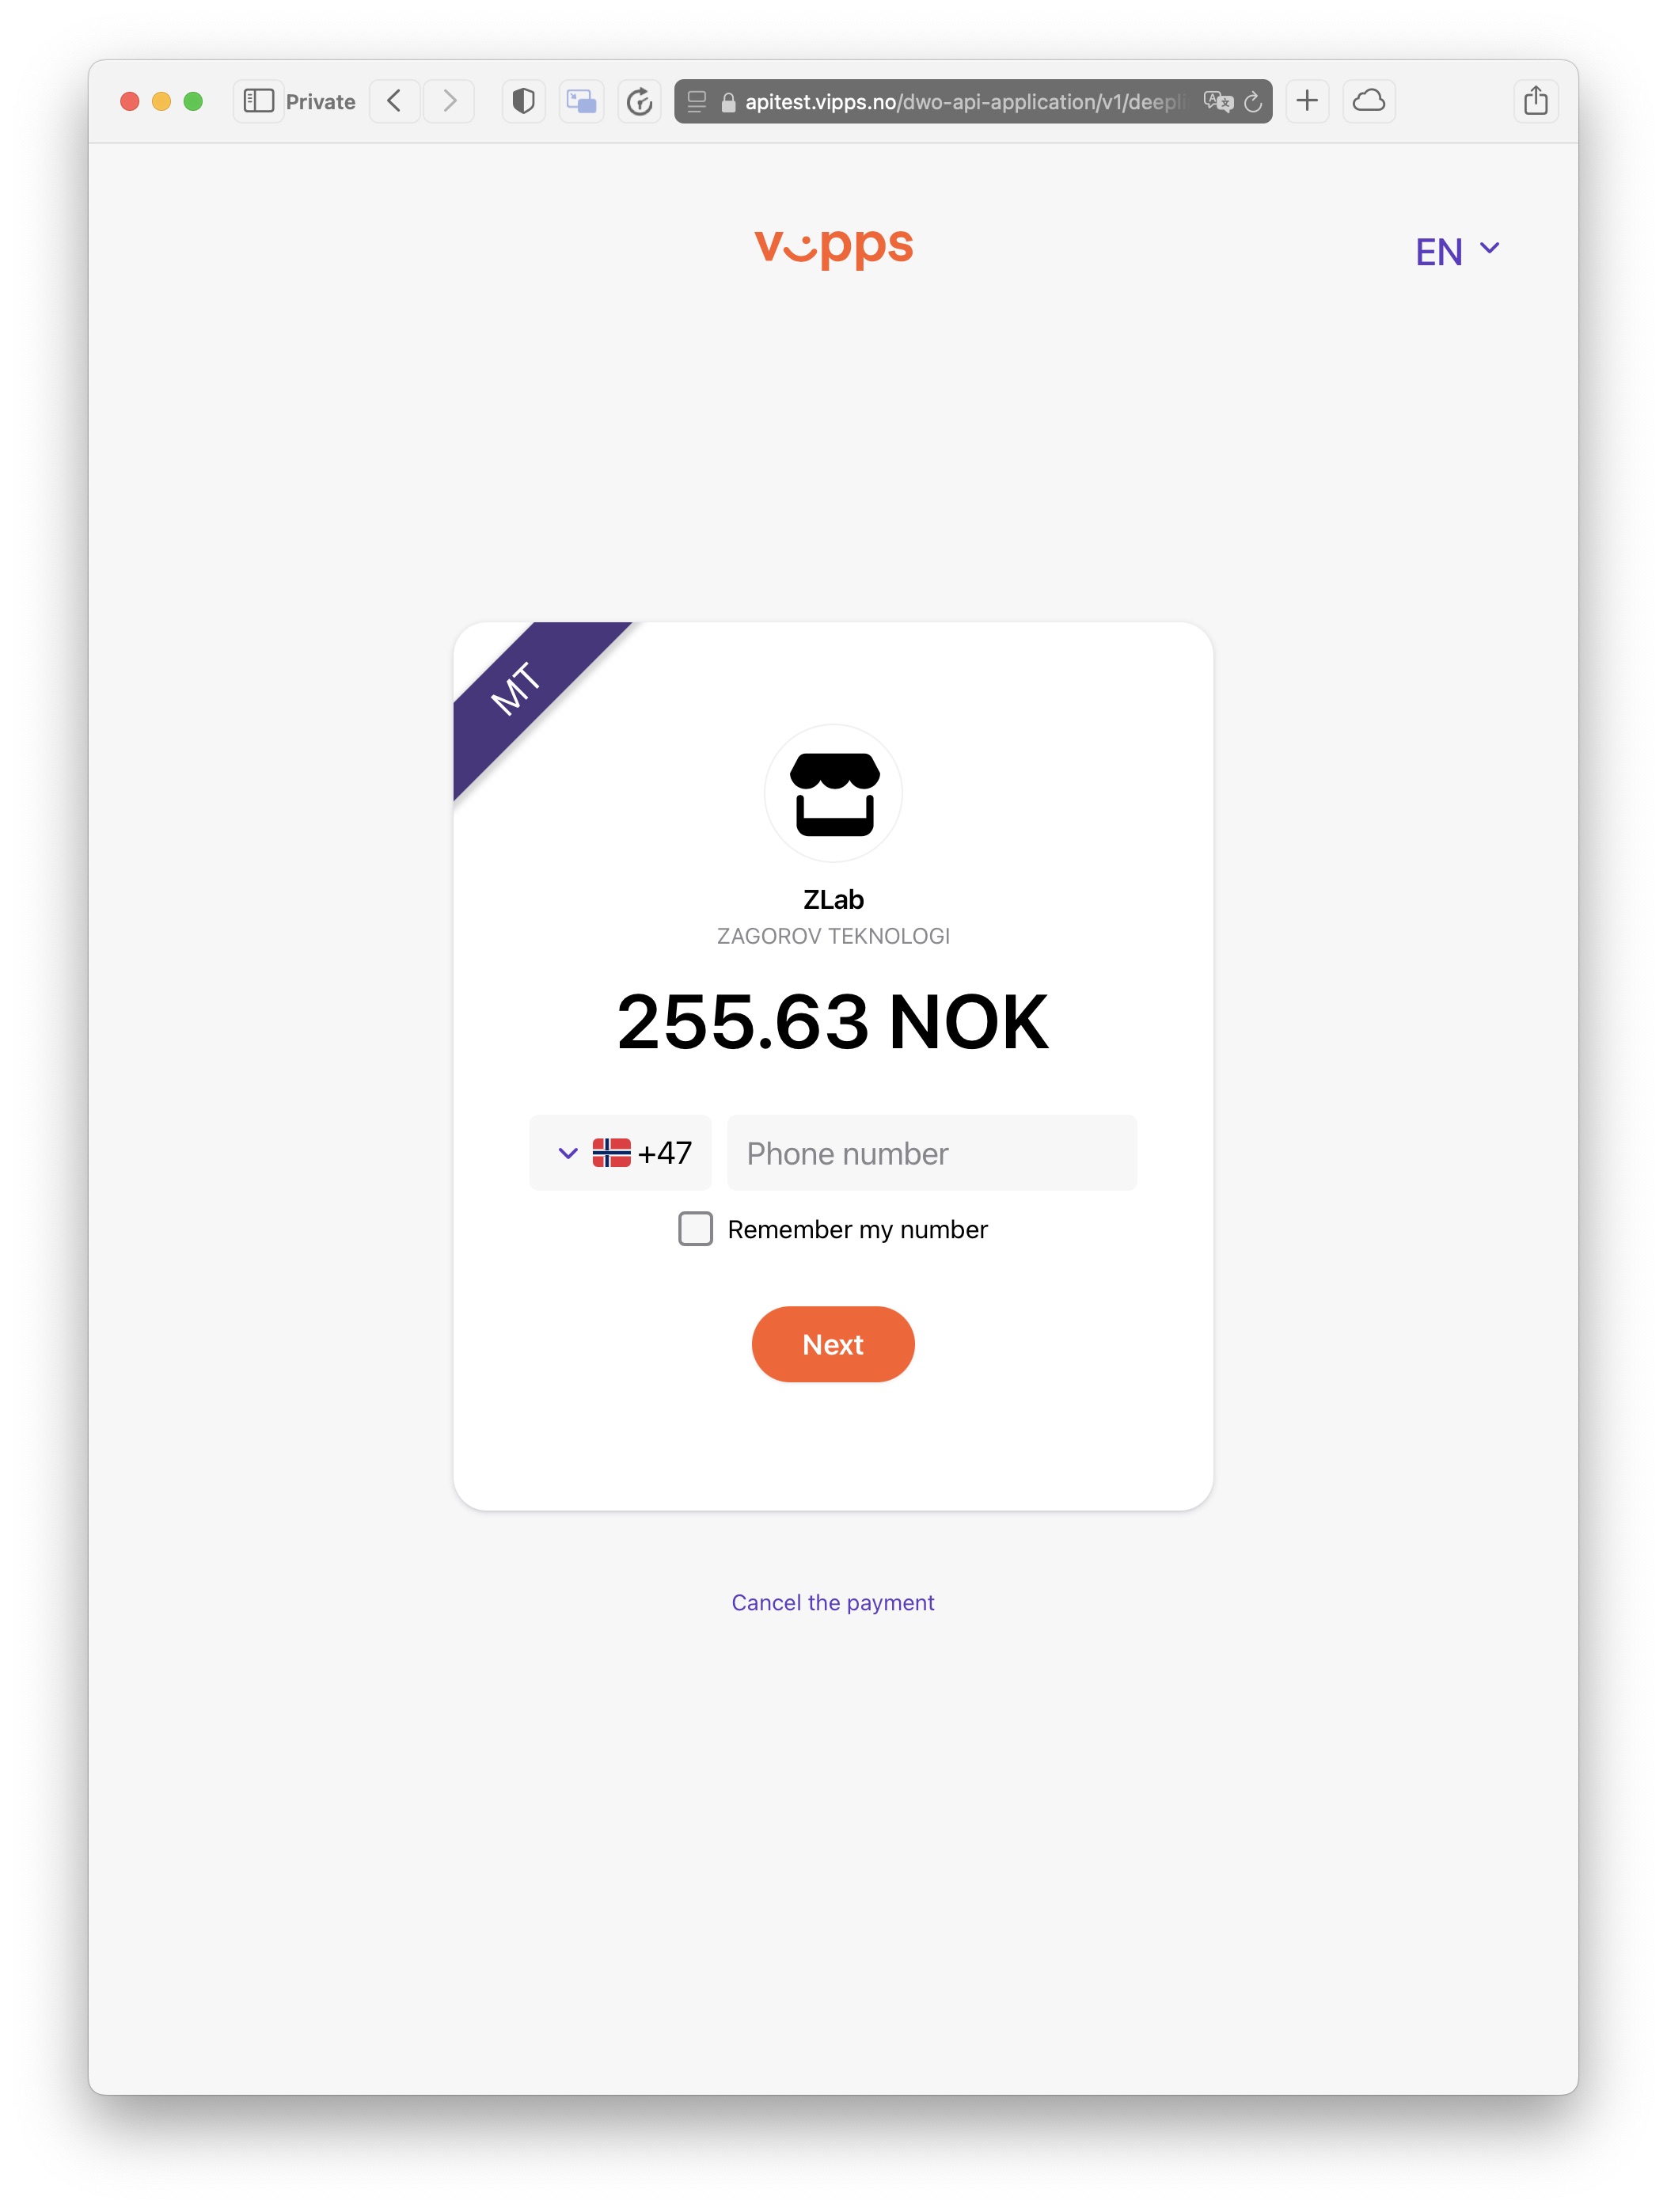 Private
apitest.vipps.no/dwo-api-application/v1/deepli
vipps
EN
MT
ZLab
ZAGOROV TEKNOLOGI
255.63 NOK
+47
Phone number
Remember my number
Next
Cancel the payment